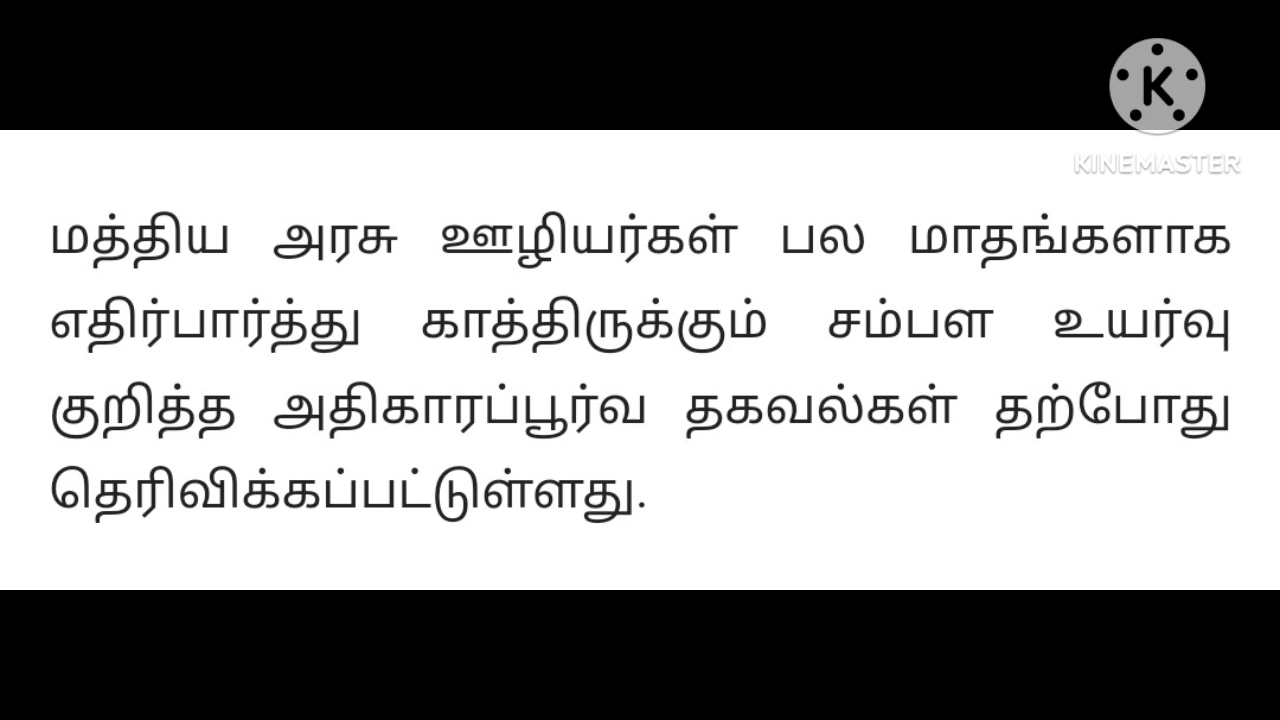 K
KINEMASTER
மத்திய அரசு ஊழியர்கள் பல மாதங்களாக
எதிர்பார்த்து காத்திருக்கும் சம்பள உயர்வு
குறித்த அதிகாரப்பூர்வ தகவல்கள் தற்போது
தெரிவிக்கப்பட்டுள்ளது.